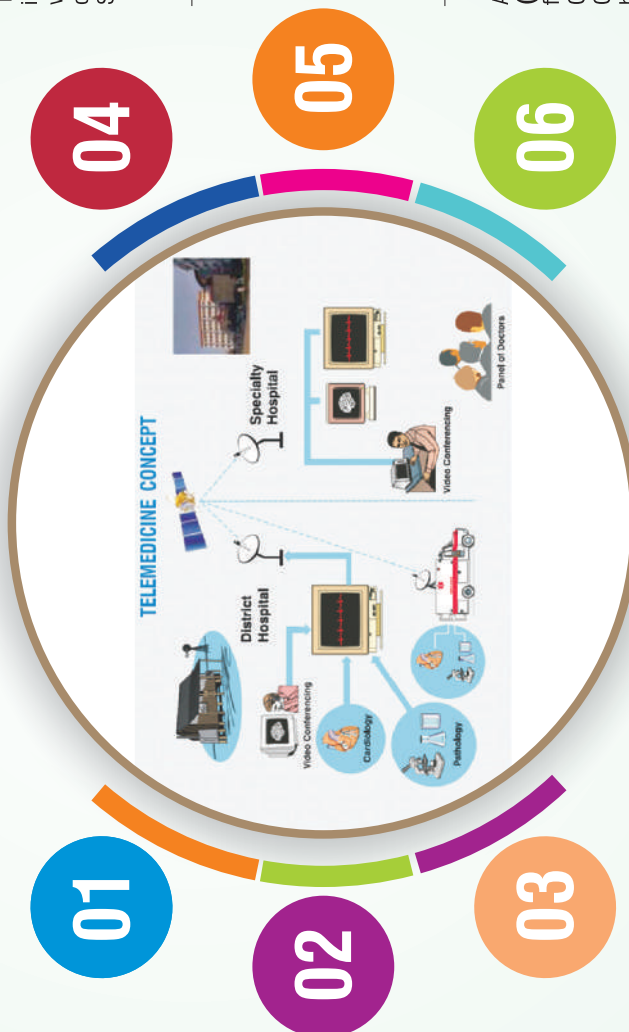 01
02
03
04
05
06
TELEMEDICINE CONCEPT
District
Hospital
Video Conferencing
Cardiology
Pathology
Specialty
Hospital
Video Conferencing
Panel of Doctors